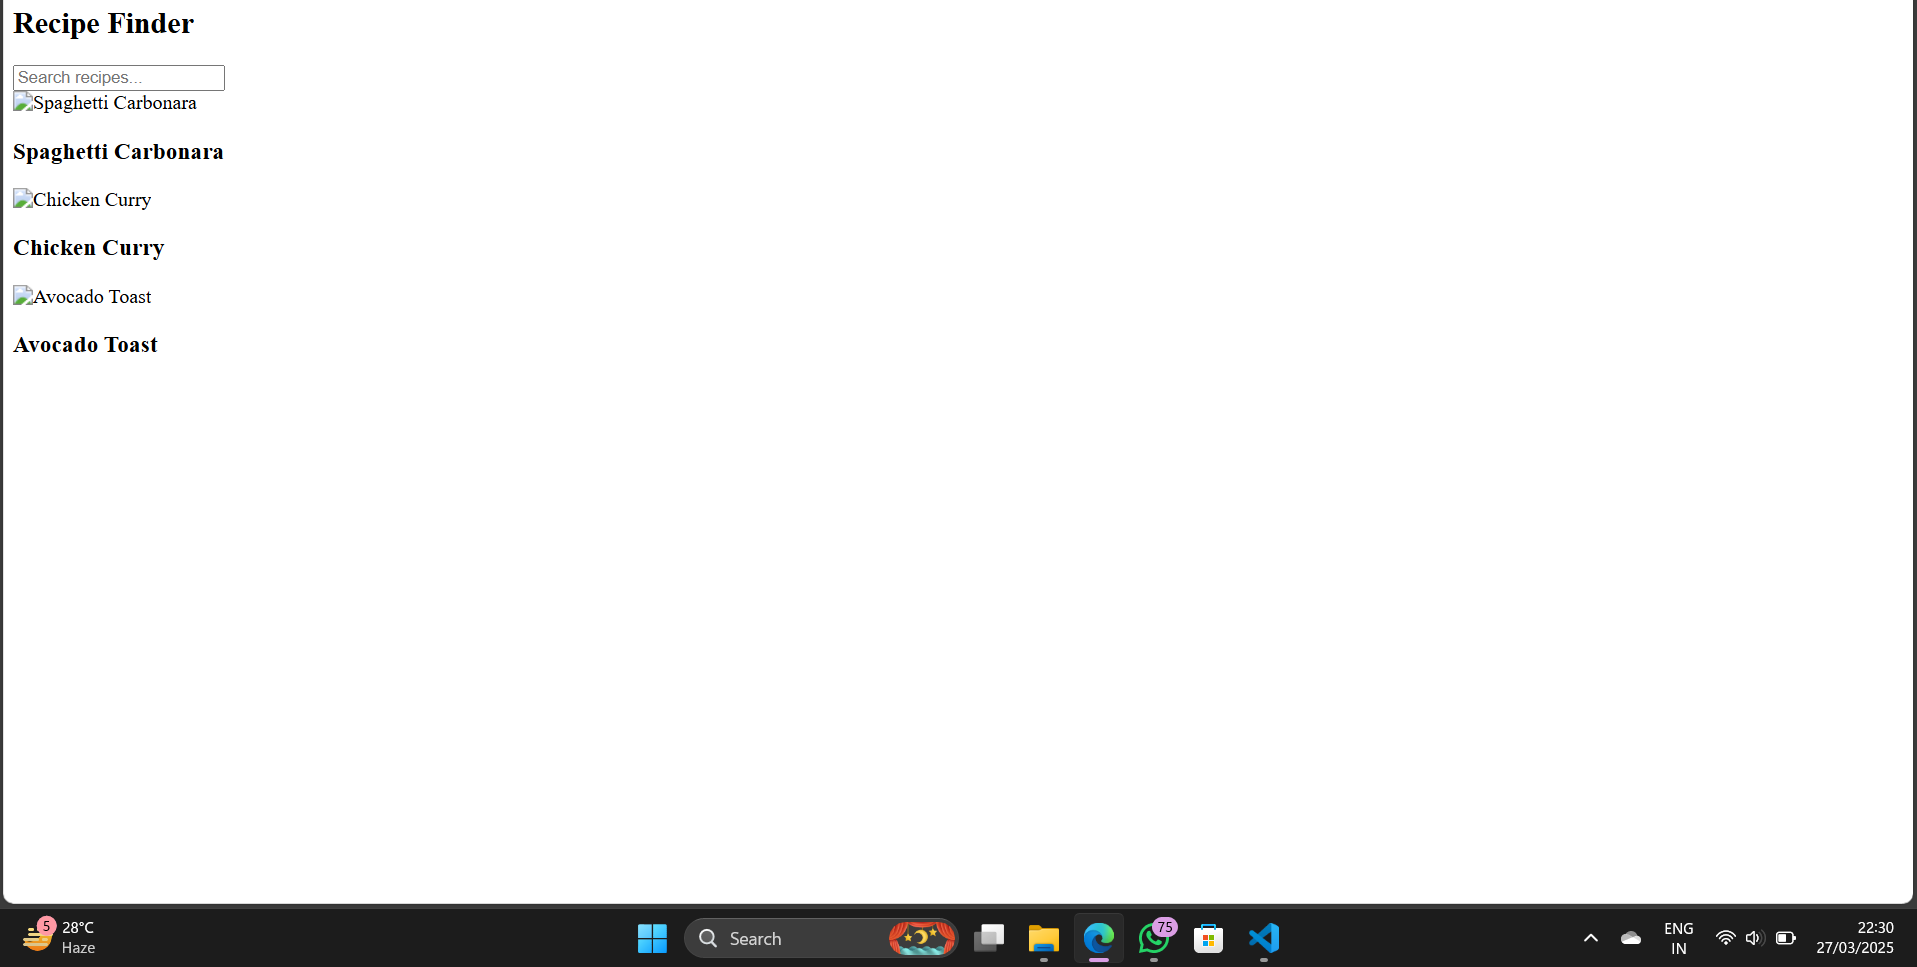 Recipe Finder
Search recipes...
Spaghetti Carbonara
Spaghetti Carbonara
Chicken Curry
Chicken Curry
Avocado Toast
Avocado Toast
5
28°C
Haze
Search
75
ENG
IN
22:30
27/03/2025